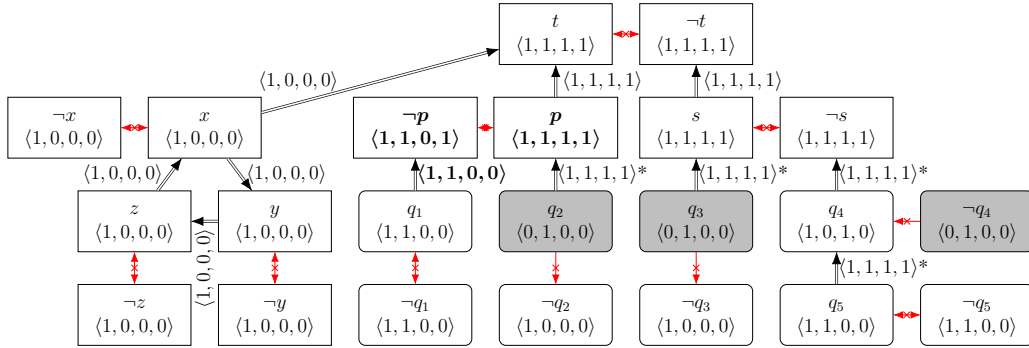 t ¬t
⟨1, 1, 1, 1⟩ ⟨1, 1, 1, 1⟩
⟨1, 0, 0, 0⟩ ⟨1, 1, 1, 1⟩ ⟨1, 1, 1, 1⟩
¬x x ¬p p s ¬s
⟨1, 0, 0, 0⟩ ⟨1, 0, 0, 0⟩ ⟨1, 1, 0, 1⟩ ⟨1, 1, 1, 1⟩ ⟨1, 1, 1, 1⟩ ⟨1, 1, 1, 1⟩
⟨1, 0, 0, 0⟩ ⟨1, 0, 0, 0⟩ ⟨1, 1, 0, 0⟩ ⟨1, 1, 1, 1⟩* ⟨1, 1, 1, 1⟩* ⟨1, 1, 1, 1⟩*
z y q₁ q₂ q₃ q₄ ¬q₄
⟨1, 0, 0, 0⟩ ⟨1, 0, 0, 0⟩ ⟨1, 1, 0, 0⟩ ⟨0, 1, 0, 0⟩ ⟨0, 1, 0, 0⟩ ⟨1, 0, 1, 0⟩ ⟨0, 1, 0, 0⟩
⟨1, 0, 0, 0⟩ ⟨1, 1, 1, 1⟩*
¬z ¬y ¬q₁ ¬q₂ ¬q₃ q₅ ¬q₅
⟨1, 0, 0, 0⟩ ⟨1, 0, 0, 0⟩ ⟨1, 1, 0, 0⟩ ⟨1, 0, 0, 0⟩ ⟨1, 0, 0, 0⟩ ⟨1, 1, 0, 0⟩ ⟨1, 1, 0, 0⟩